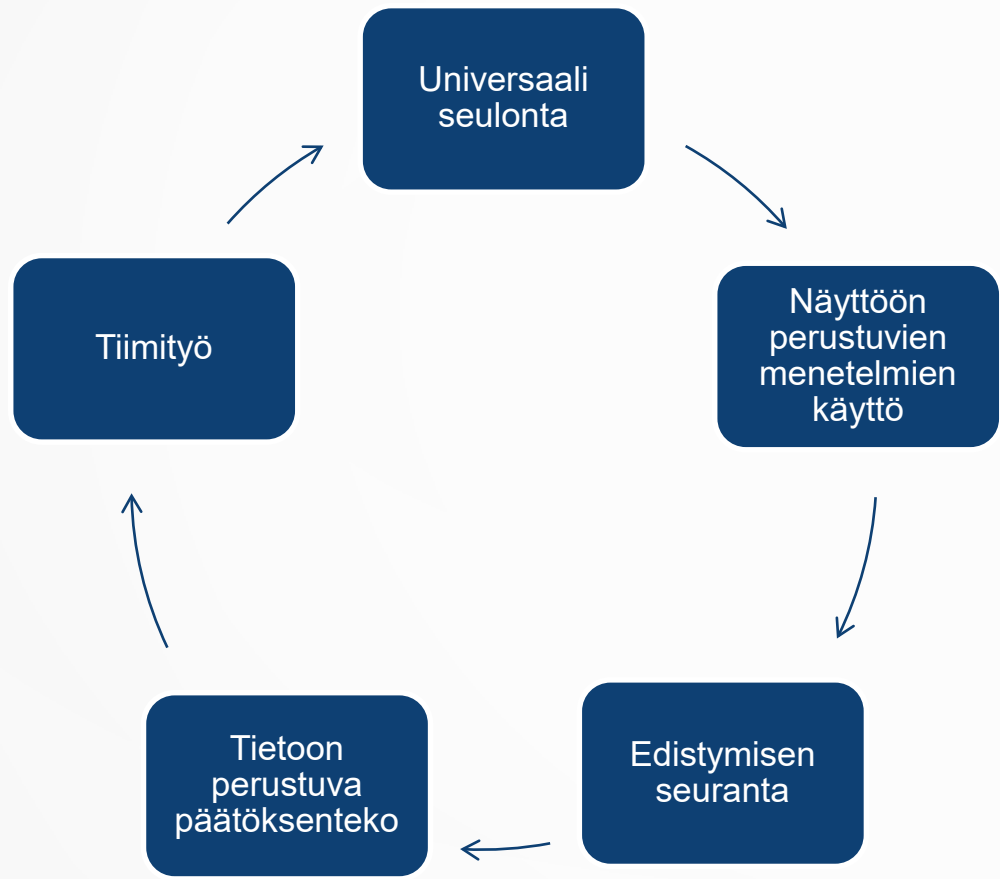 Universaali
seulonta
Näyttöön
perustuvien
menetelmien
käyttö
Edistymisen
seuranta
Tietoon
perustuva
päätöksenteko
Tiimityö